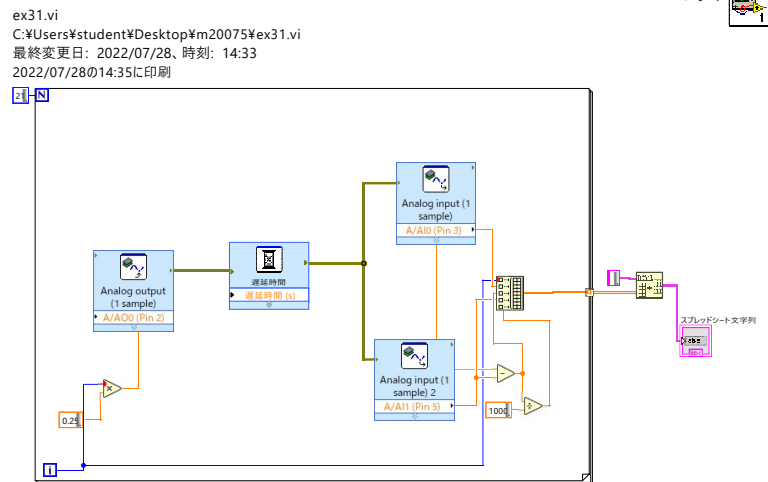 ex31.vi
C:¥Users¥student¥Desktop¥m20075¥ex31.vi
最終変更日: 2022/07/28、時刻: 14:33
2022/07/28の14:35に印刷
21
N
Analog input (1
sample)
A/AI0 (Pin 3)
Analog output
(1 sample)
A/AO0 (Pin 2)
遅延時間
遅延時間 (s)
スプレッドシート文字列
abc
Analog input (1
sample) 2
A/AI1 (Pin 5)
0.25
1000
i